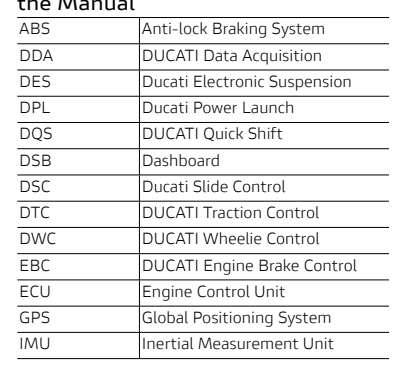 the Manual
ABS Anti-lock Braking System
DDA DUCATI Data Acquisition
DES Ducati Electronic Suspension
DPL Ducati Power Launch
DQS DUCATI Quick Shift
DSB Dashboard
DSC Ducati Slide Control
DTC DUCATI Traction Control
DWC DUCATI Wheelie Control
EBC DUCATI Engine Brake Control
ECU Engine Control Unit
GPS Global Positioning System
IMU Inertial Measurement Unit